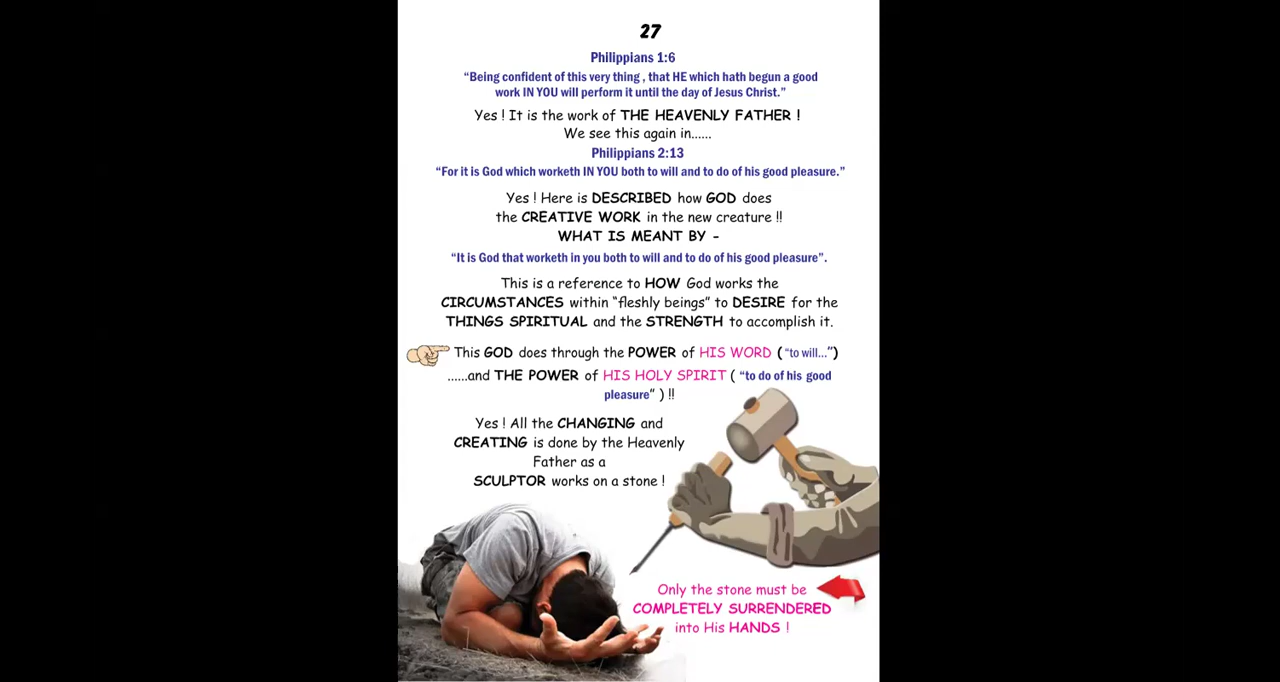 27
Philippians 1:6
“Being confident of this very thing , that HE which hath begun a good
work IN YOU will perform it until the day of Jesus Christ.”
Yes ! It is the work of THE HEAVENLY FATHER !
We see this again in......
Philippians 2:13
“For it is God which worketh IN YOU both to will and to do of his good pleasure.”
Yes ! Here is DESCRIBED how GOD does
the CREATIVE WORK in the new creature !!
WHAT IS MEANT BY -
“It is God that worketh in you both to will and to do of his good pleasure”.
This is a reference to HOW God works the
CIRCUMSTANCES within “fleshly beings” to DESIRE for the
THINGS SPIRITUAL and the STRENGTH to accomplish it.
This GOD does through the POWER of HIS WORD ( “to will...”)
......and THE POWER of HIS HOLY SPIRIT ( “to do of his good
pleasure” ) !!
Yes ! All the CHANGING and
CREATING is done by the Heavenly
Father as a
SCULPTOR works on a stone !
Only the stone must be
COMPLETELY SURRENDERED
into His HANDS !